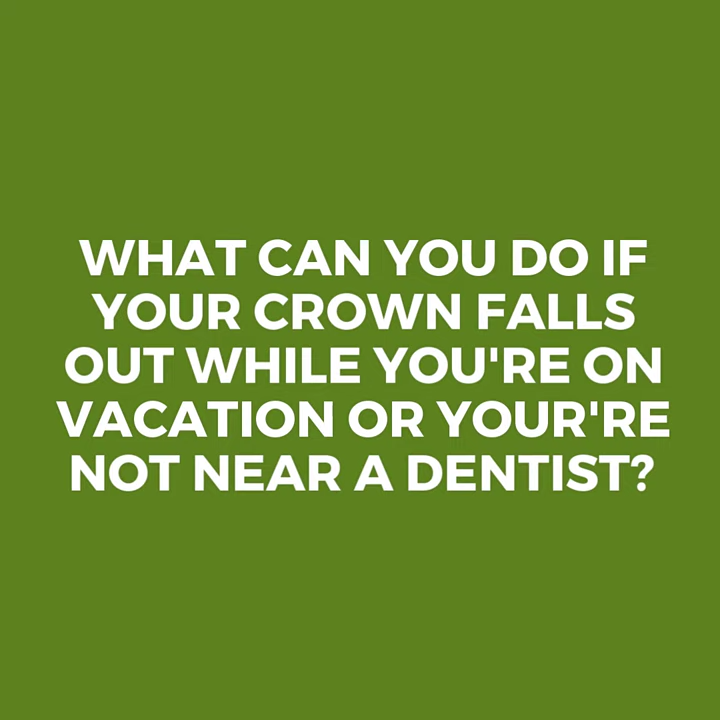 WHAT CAN YOU DO IF
YOUR CROWN FALLS
OUT WHILE YOU'RE ON
VACATION OR YOUR'RE
NOT NEAR A DENTIST?